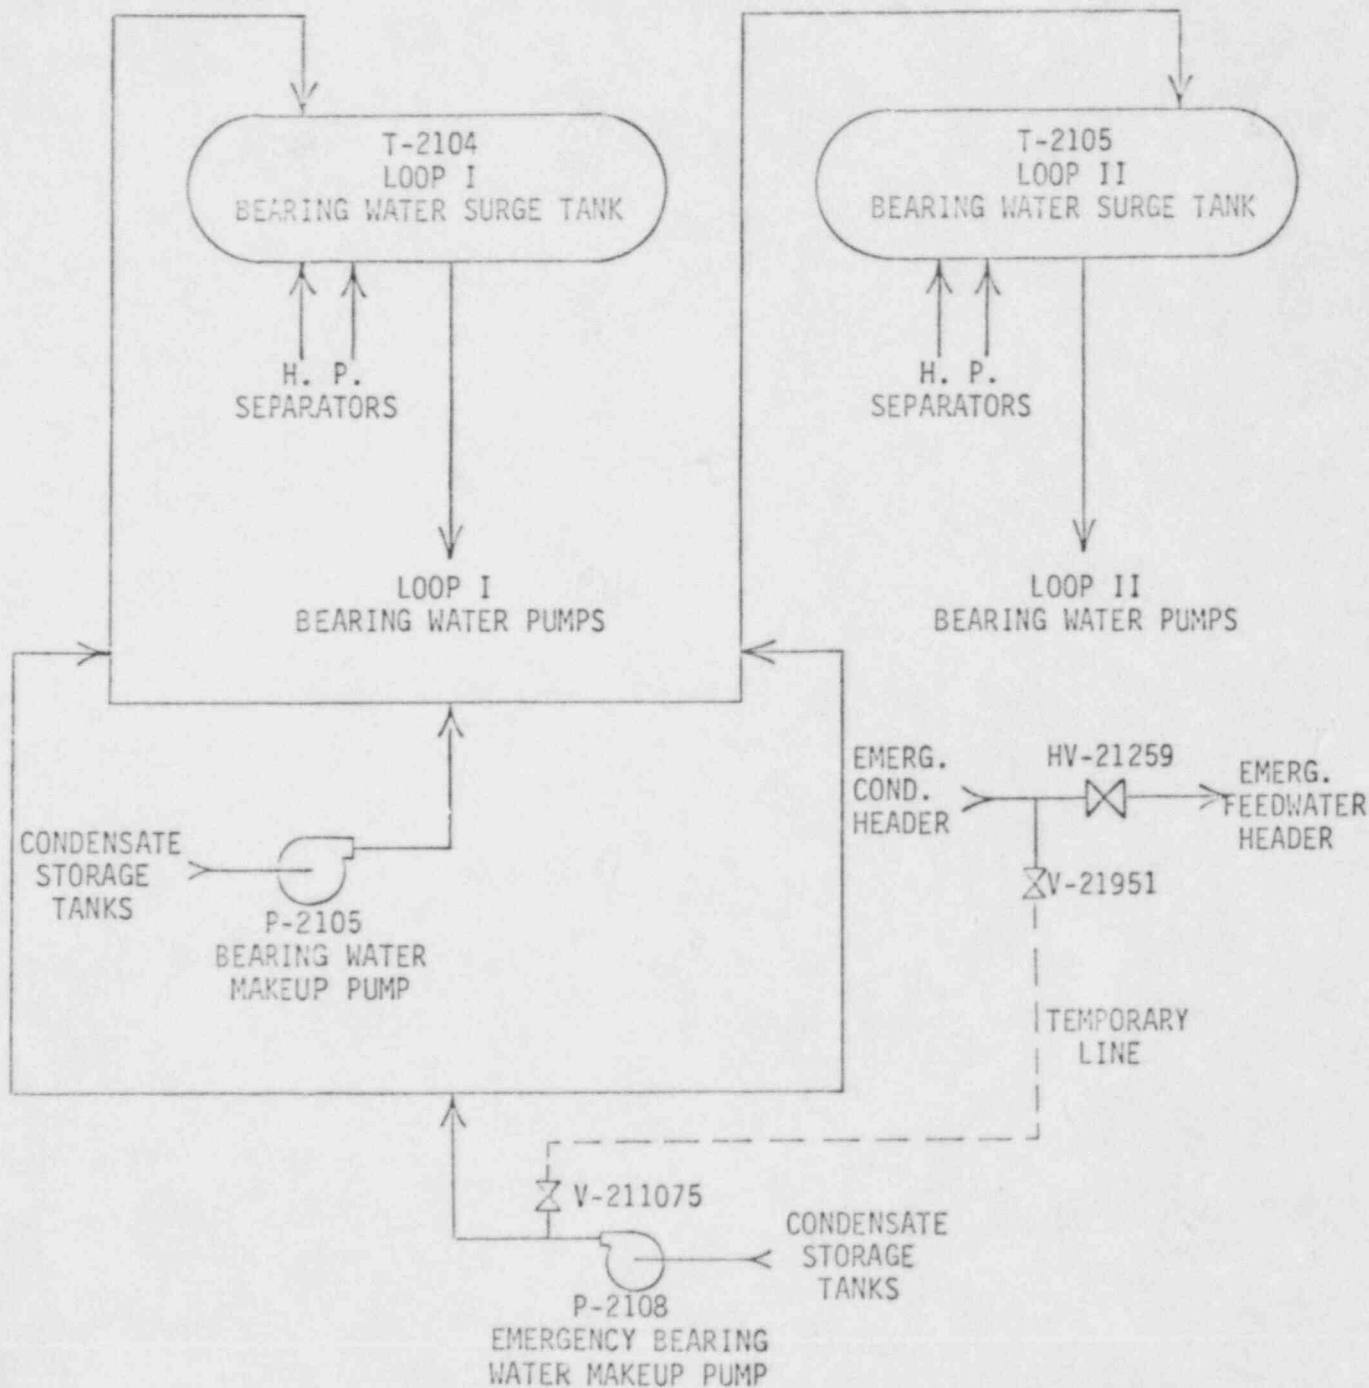 T-2104
LOOP I
BEARING WATER SURGE TANK
T-2105
LOOP II
BEARING WATER SURGE TANK
H. P.
SEPARATORS
H. P.
SEPARATORS
LOOP I
BEARING WATER PUMPS
LOOP II
BEARING WATER PUMPS
EMERG.
COND.
HEADER
HV-21259
EMERG.
FEEDWATER
HEADER
CONDENSATE
STORAGE
TANKS
P-2105
BEARING WATER
MAKEUP PUMP
V-21951
TEMPORARY
LINE
V-211075
CONDENSATE
STORAGE
TANKS
P-2108
EMERGENCY BEARING
WATER MAKEUP PUMP